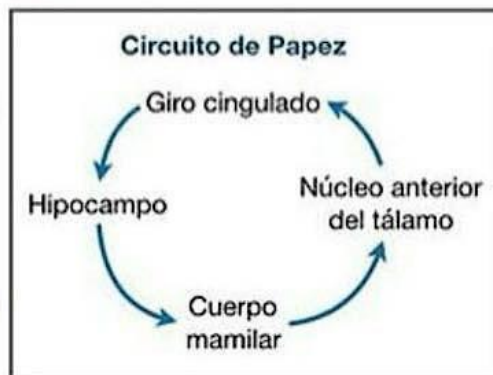 Circuito de Papez
Giro cingulado
Hipocampo
Núcleo anterior
del tálamo
Cuerpo
mamilar